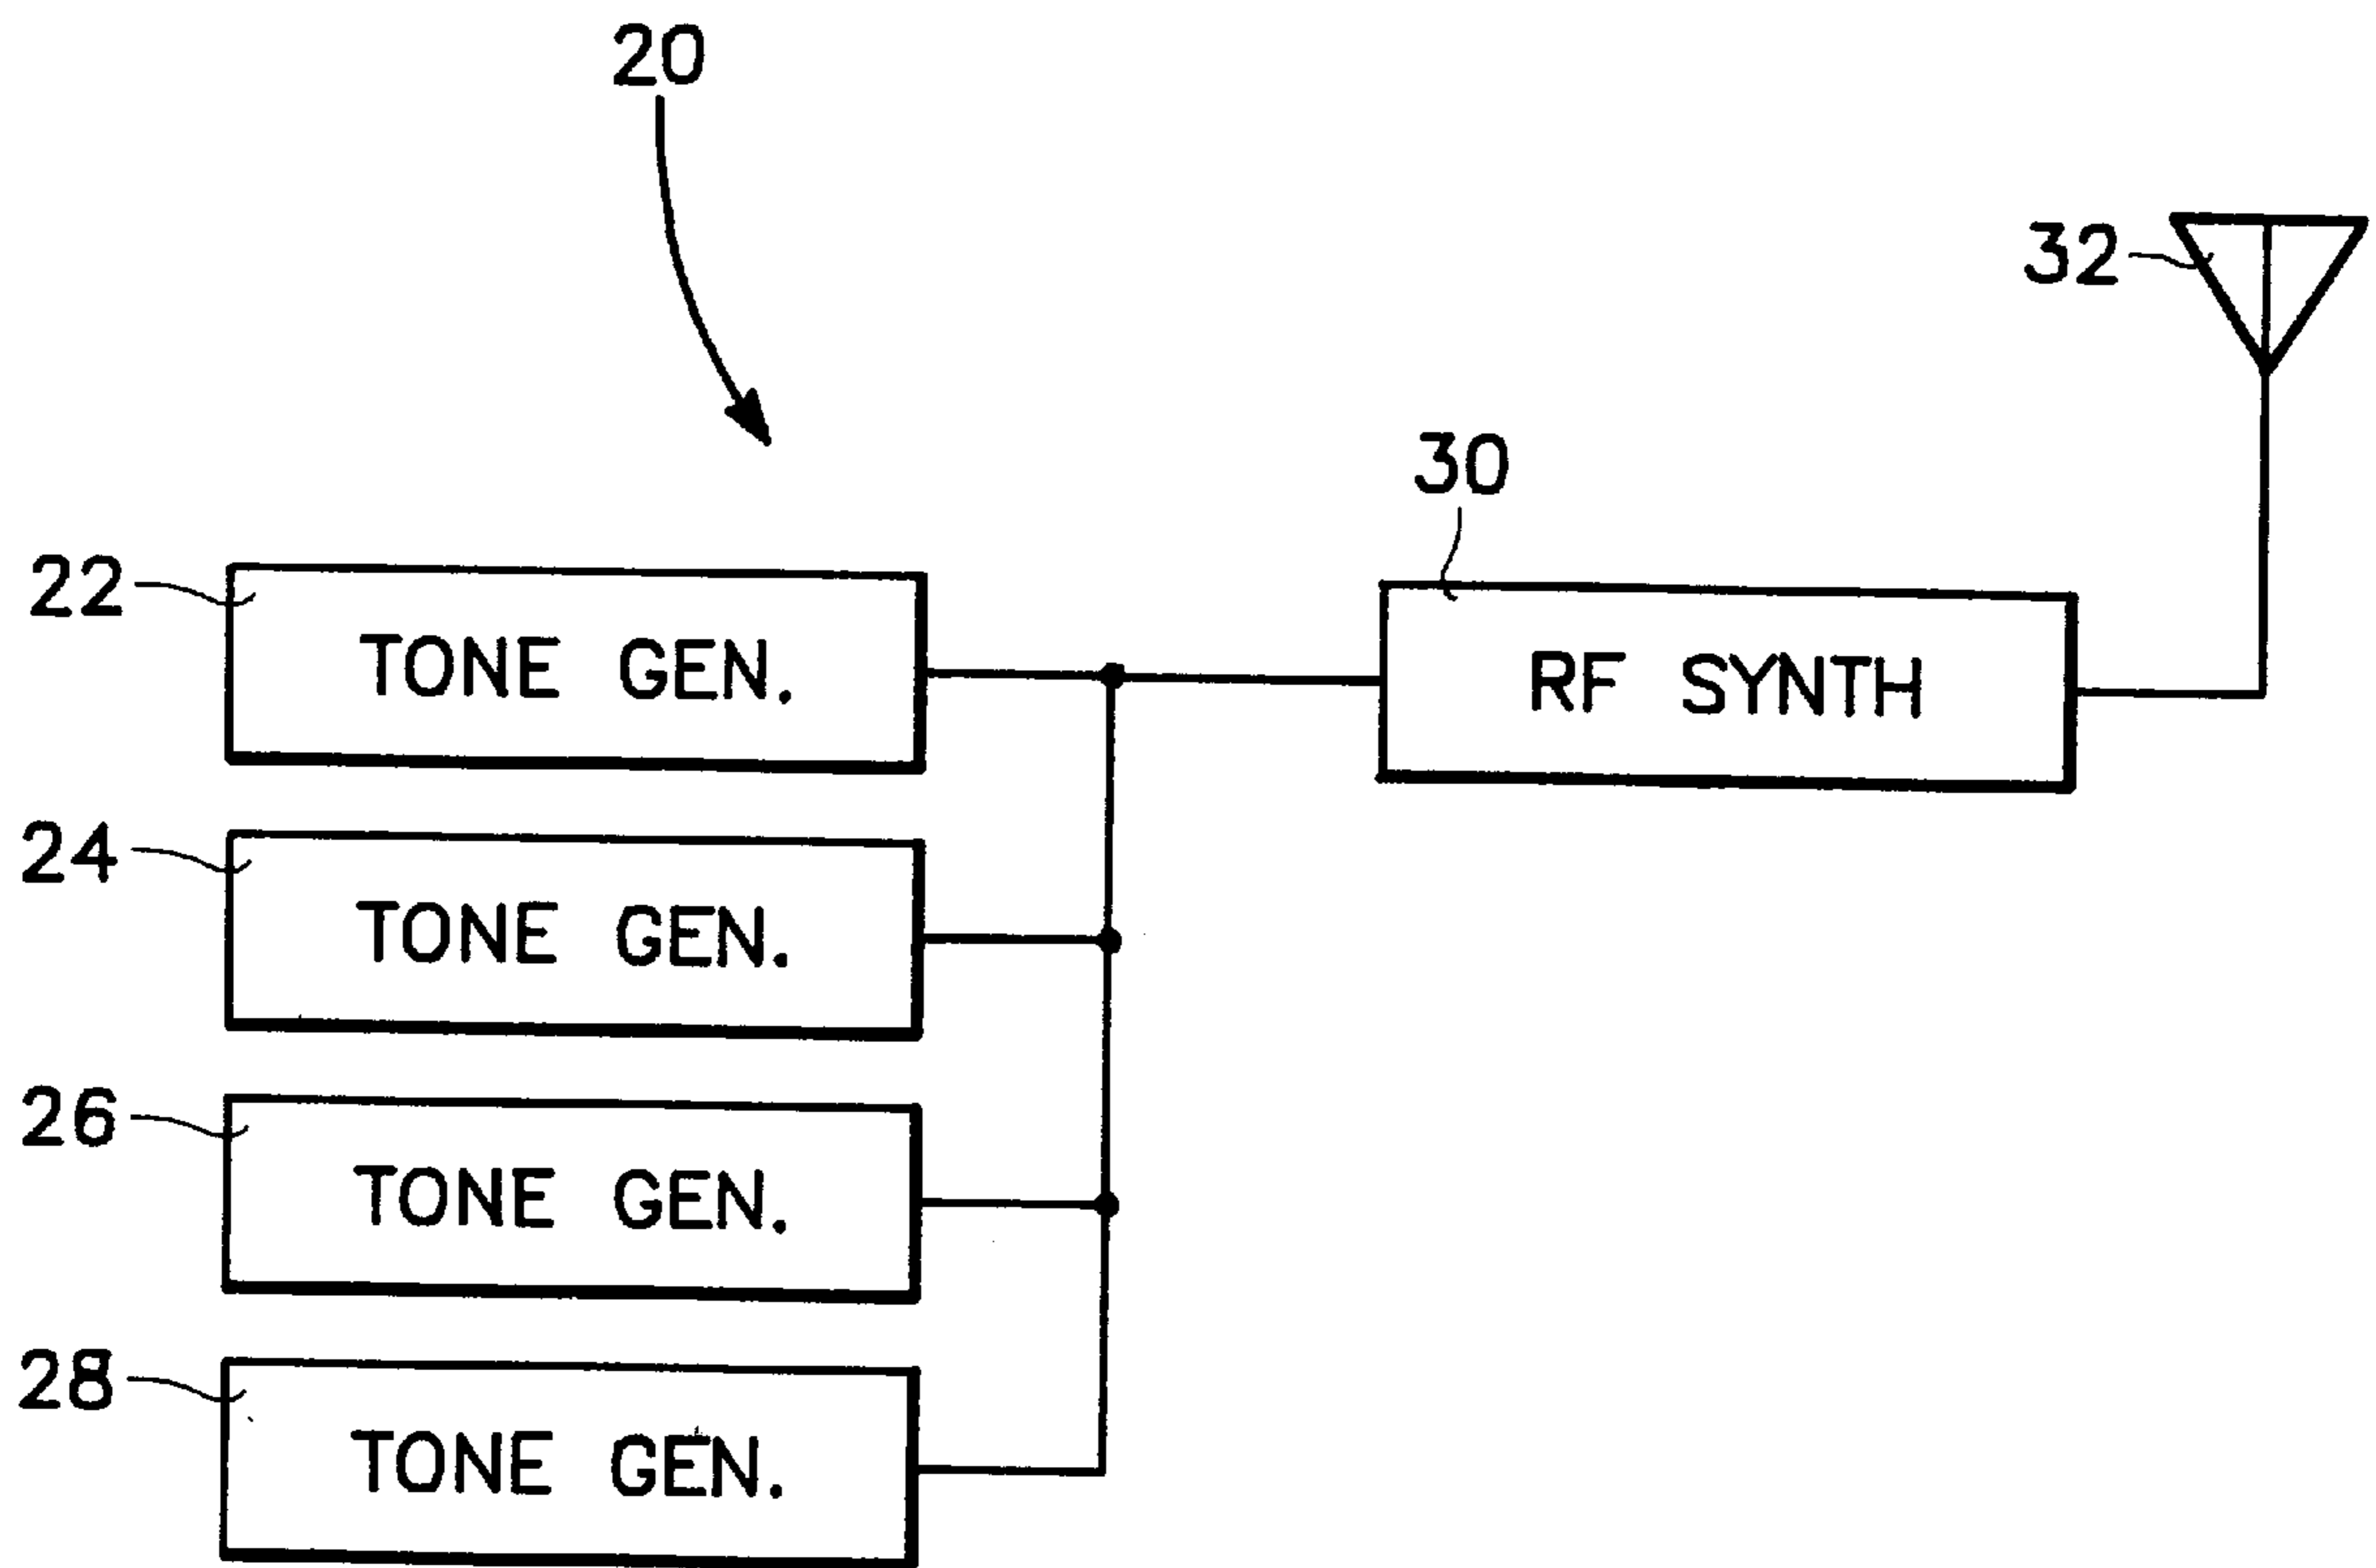 20
32
30
22
TONE GEN.
RF SYNTH
24
TONE GEN.
26
TONE GEN.
28
TONE GEN.